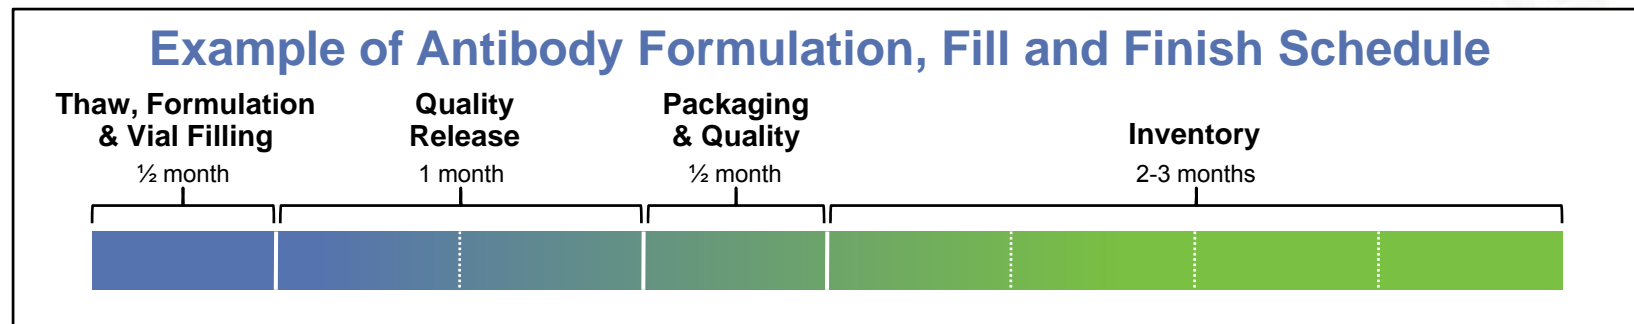 Example of Antibody Formulation, Fill and Finish Schedule
Thaw, Formulation
& Vial Filling
½ month
Quality
Release
1 month
Packaging
& Quality
½ month
Inventory
2-3 months